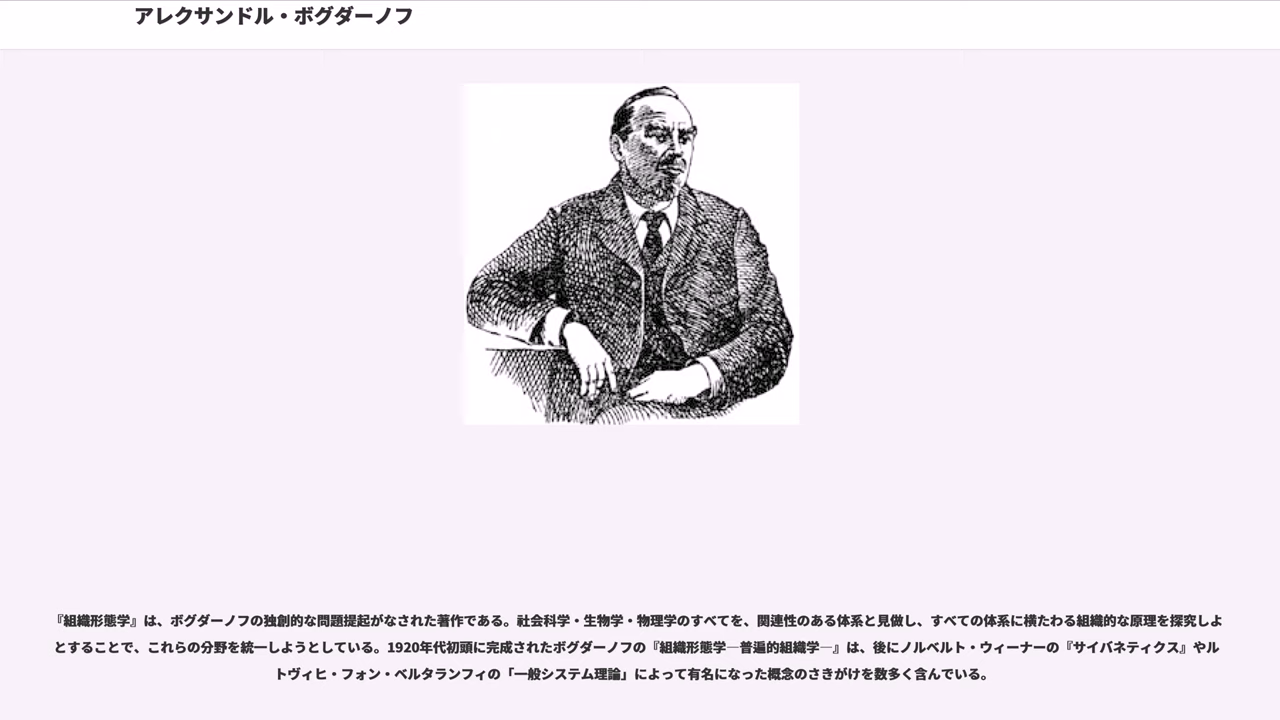 アレクサンドル・ボグダーノフ
『組織形態学』は、ボグダーノフの独創的な問題提起がなされた著作である。社会科学・生物学・物理学のすべてを、関連性のある体系と見做し、すべての体系に横たわる組織的な原理を探究しよ
とすることで、これらの分野を統一しようとしている。1920年代初頭に完成されたボグダーノフの『組織形態学―普遍的組織学―』は、後にノルベルト・ウィーナーの『サイバネティクス』やル
トヴィヒ・フォン・ベルタランフィの「一般システム理論」によって有名になった概念のさきがけを数多く含んでいる。